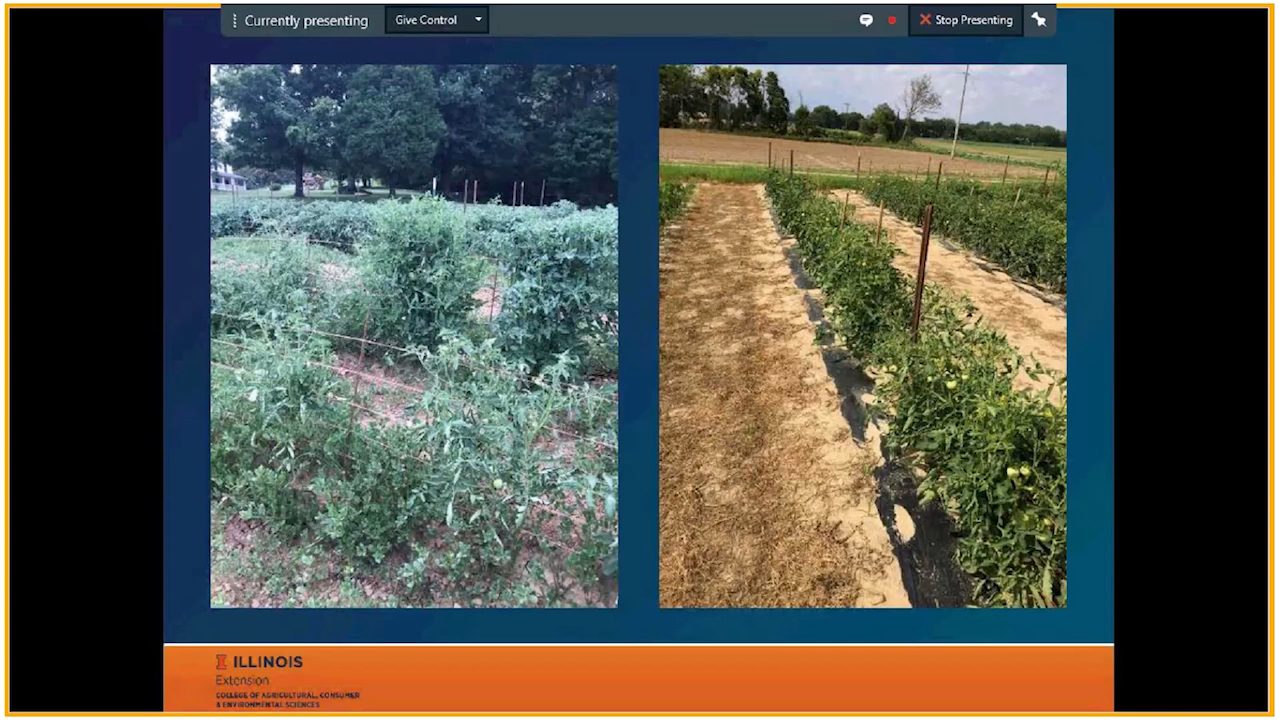 Currently presenting
Give Control
Stop Presenting
I ILLINOIS
Extension
COLLEGE OF AGRICULTURAL, CONSUMER
& ENVIRONMENTAL SCIENCES